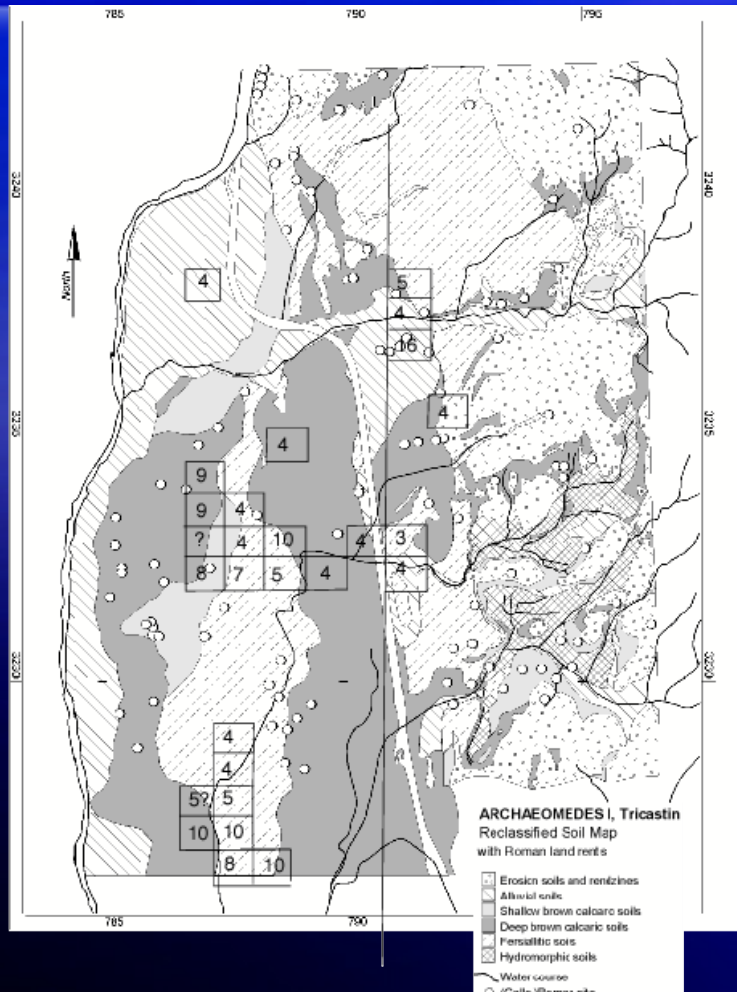 785 790 795
3240 3240
North
4 5
4
16
4
3235 3235
4
9
9 4
? 4 10 4 3
8 7 5 4 4
3230 3230
4
4
5? 5
10 10
8 10
ARCHAEOMEDES I, Tricastin
Reclassified Soil Map
with Roman land rents
Erosion soils and rendzines
Alluvial soils
Shallow brown calcaric soils
Deep brown calcaric soils
Fersiallitic soils
Hydromorphic soils
Water course
785 790